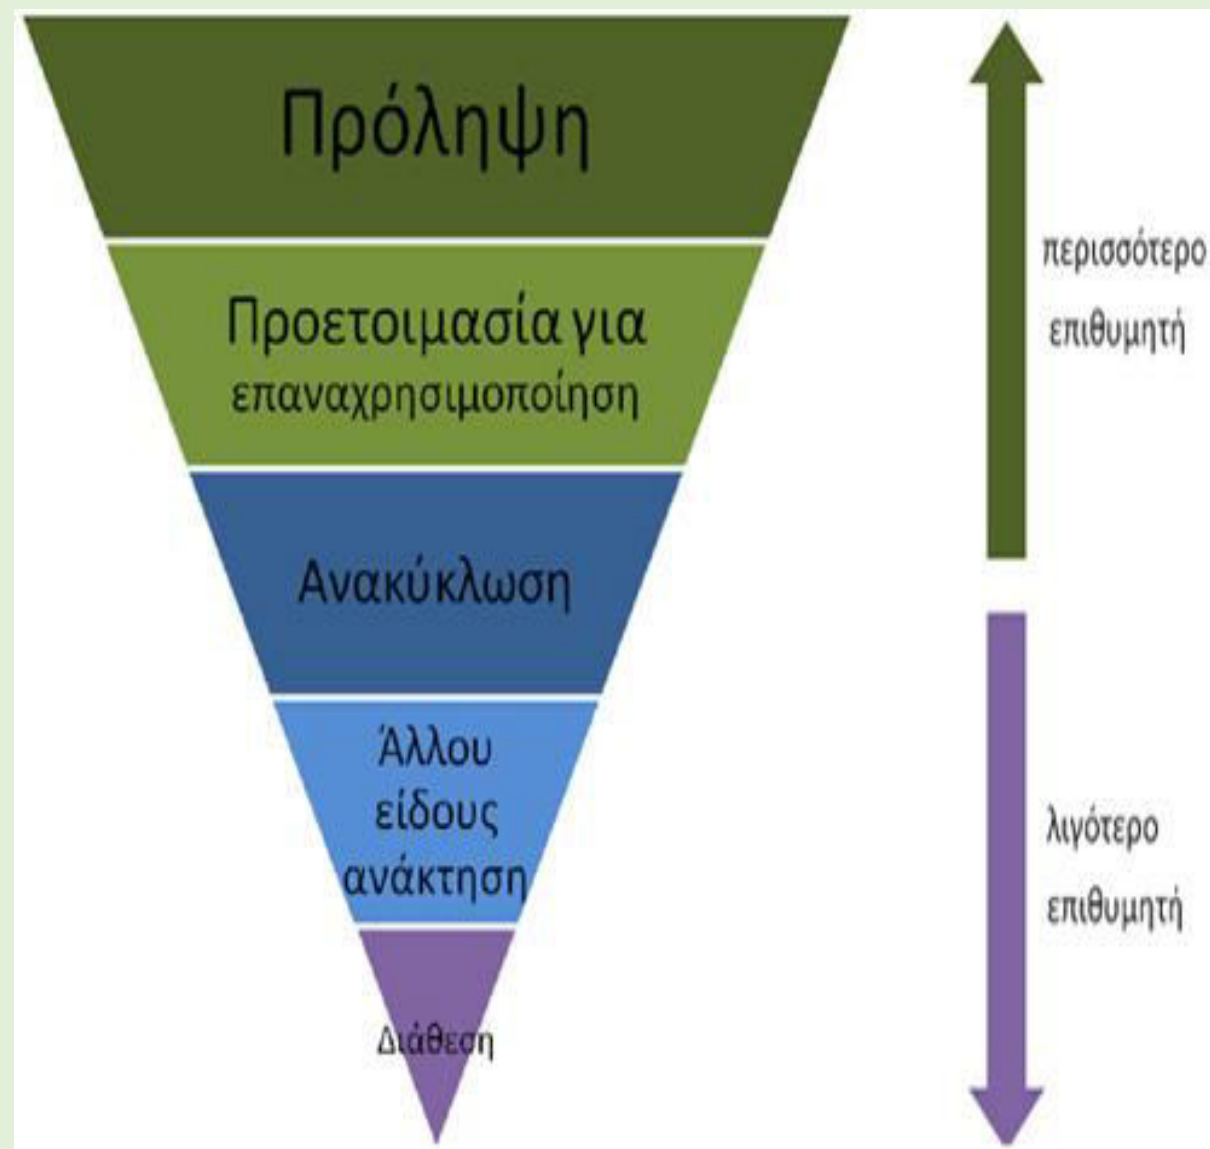 Πρόληψη
Προετοιμασία για
επαναχρησιμοποίηση
Ανακύκλωση
Άλλου
είδους
ανάκτηση
Διάθεση
περισσότερο
επιθυμητή
λιγότερο
επιθυμητή